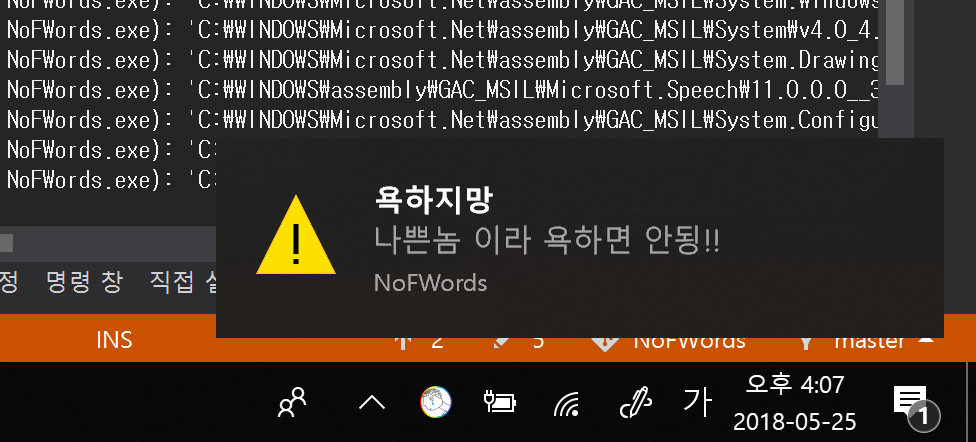 NoFWords.exe): 'C:₩WINDOWS₩Microsoft.Net₩assembly₩GAC_MSIL₩System.Windows
NoFWords.exe): 'C:₩WINDOWS₩Microsoft.Net₩assembly₩GAC_MSIL₩System₩v4.0_4.
NoFWords.exe): 'C:₩WINDOWS₩Microsoft.Net₩assembly₩GAC_MSIL₩System.Drawing
NoFWords.exe): 'C:₩WINDOWS₩assembly₩GAC_MSIL₩Microsoft.Speech₩11.0.0.0__3
NoFWords.exe): 'C:₩WINDOWS₩Microsoft.Net₩assembly₩GAC_MSIL₩System.Configu
NoFWords.exe): 'C:
NoFWords.exe): 'C:
욕하지망
나쁜놈 이라 욕하면 안됭!!
NoFWords
정 명령 창 직접 실
INS 2 5 NoFWords master
가 오후 4:07 1
2018-05-25